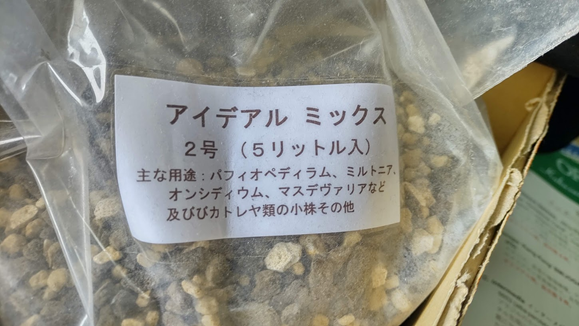 アイデアル ミックス
2号 (5リットル入)
主な用途:パフィオペディラム、ミルトニア、
オンシディウム、マスデヴァリアなど
及びびカトレヤ類の小株その他